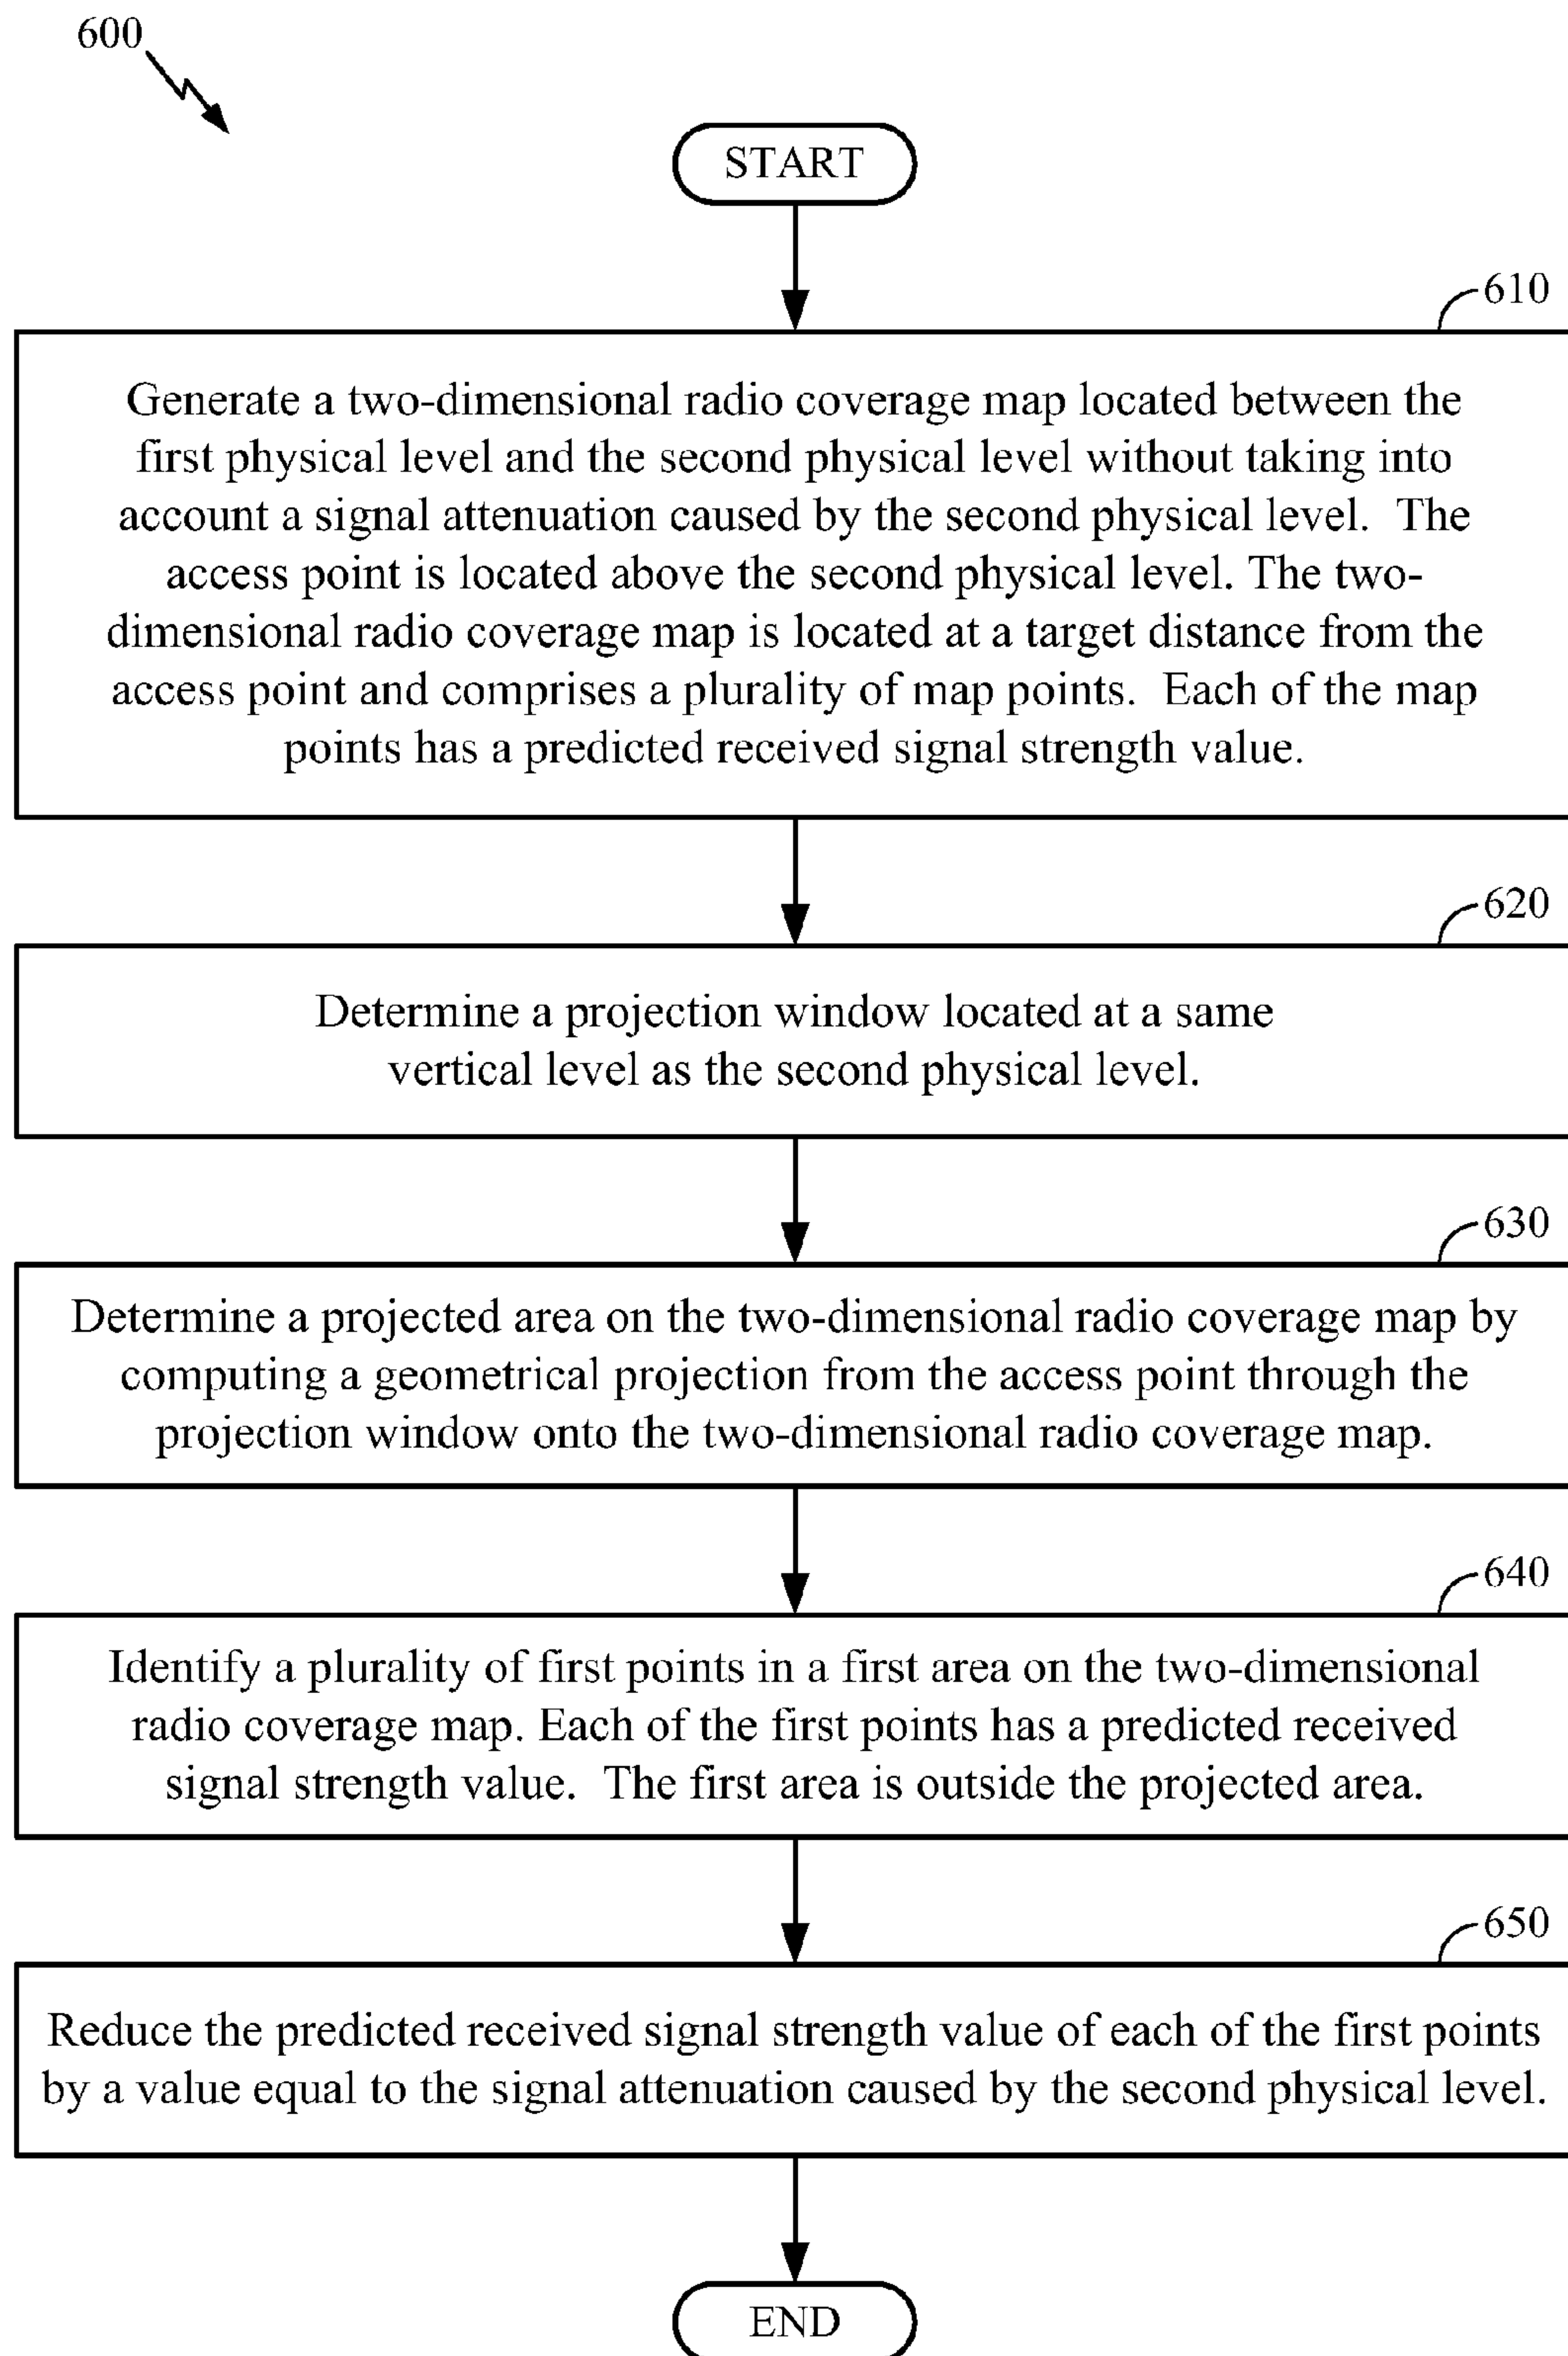 600
START
610
Generate a two-dimensional radio coverage map located between the
first physical level and the second physical level without taking into
account a signal attenuation caused by the second physical level. The
access point is located above the second physical level. The two-
dimensional radio coverage map is located at a target distance from the
access point and comprises a plurality of map points. Each of the map
points has a predicted received signal strength value.
620
Determine a projection window located at a same
vertical level as the second physical level.
630
Determine a projected area on the two-dimensional radio coverage map by
computing a geometrical projection from the access point through the
projection window onto the two-dimensional radio coverage map.
640
Identify a plurality of first points in a first area on the two-dimensional
radio coverage map. Each of the first points has a predicted received
signal strength value. The first area is outside the projected area.
650
Reduce the predicted received signal strength value of each of the first points
by a value equal to the signal attenuation caused by the second physical level.
END